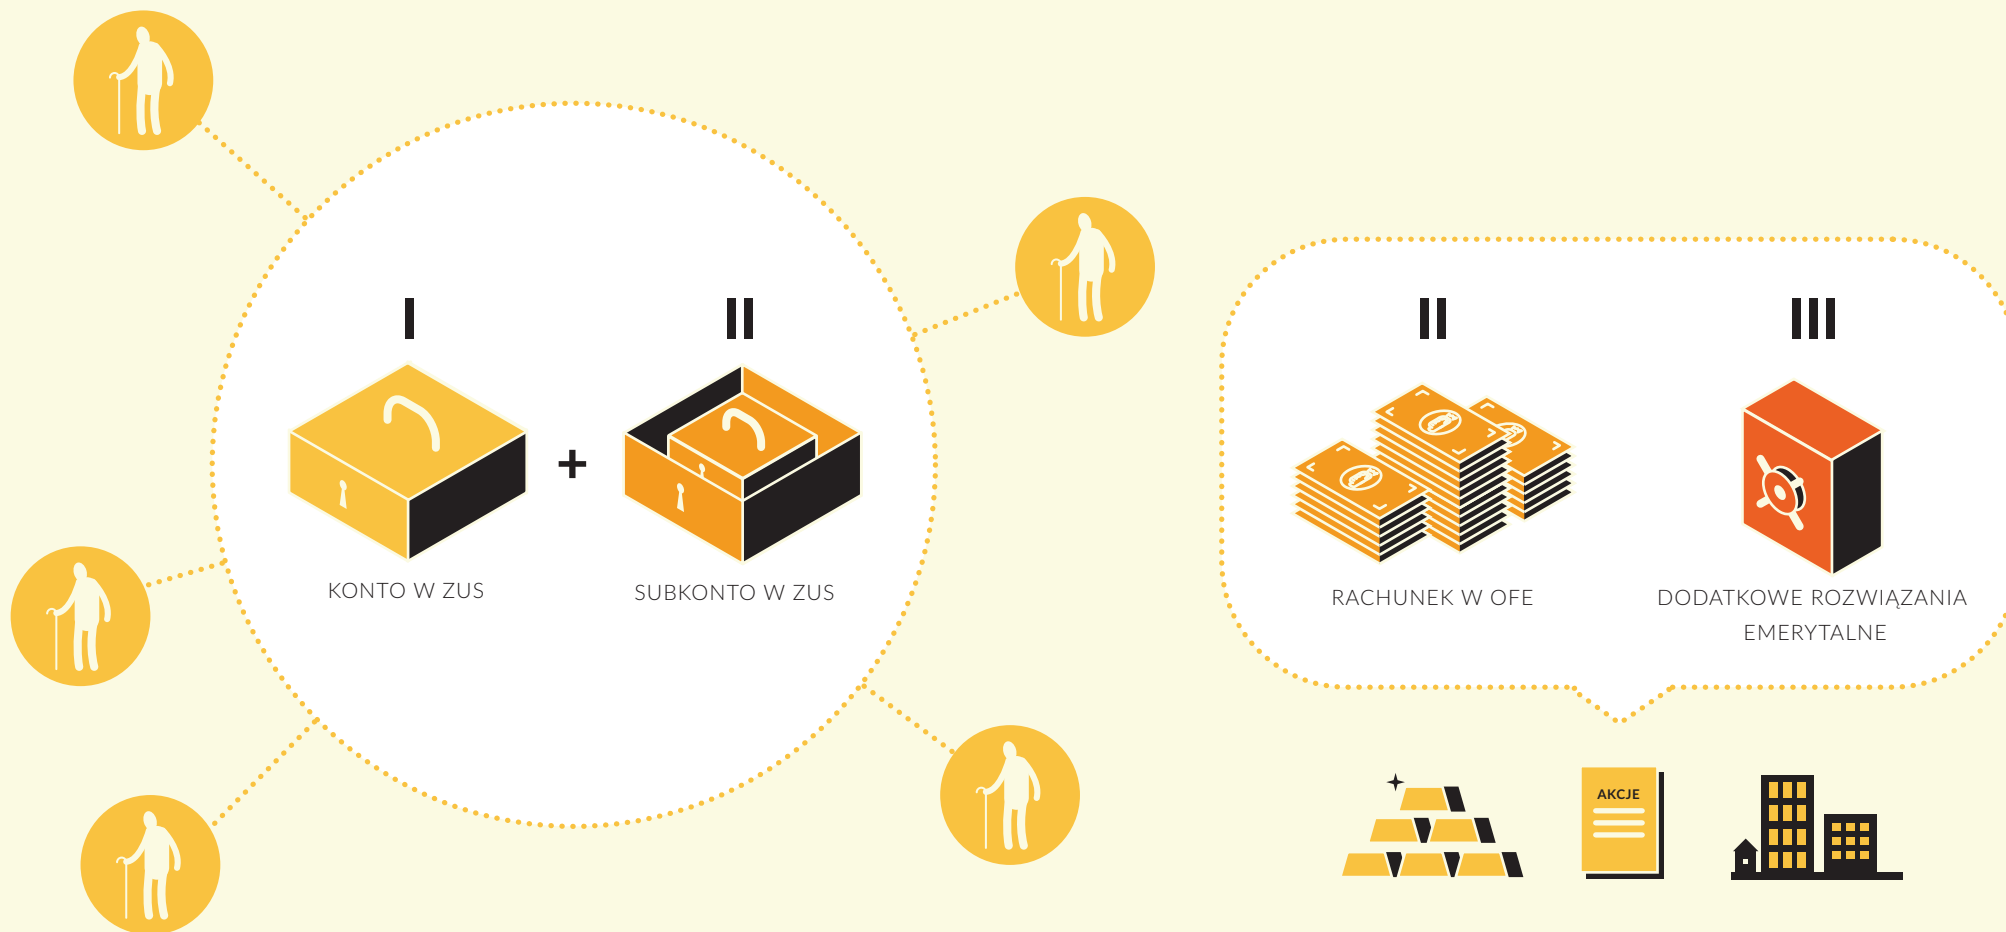 I
II
+
KONTO W ZUS
SUBKONTO W ZUS
II
III
RACHUNEK W OFE
DODATKOWE ROZWIĄZANIA
EMERYTALNE
AKCJE